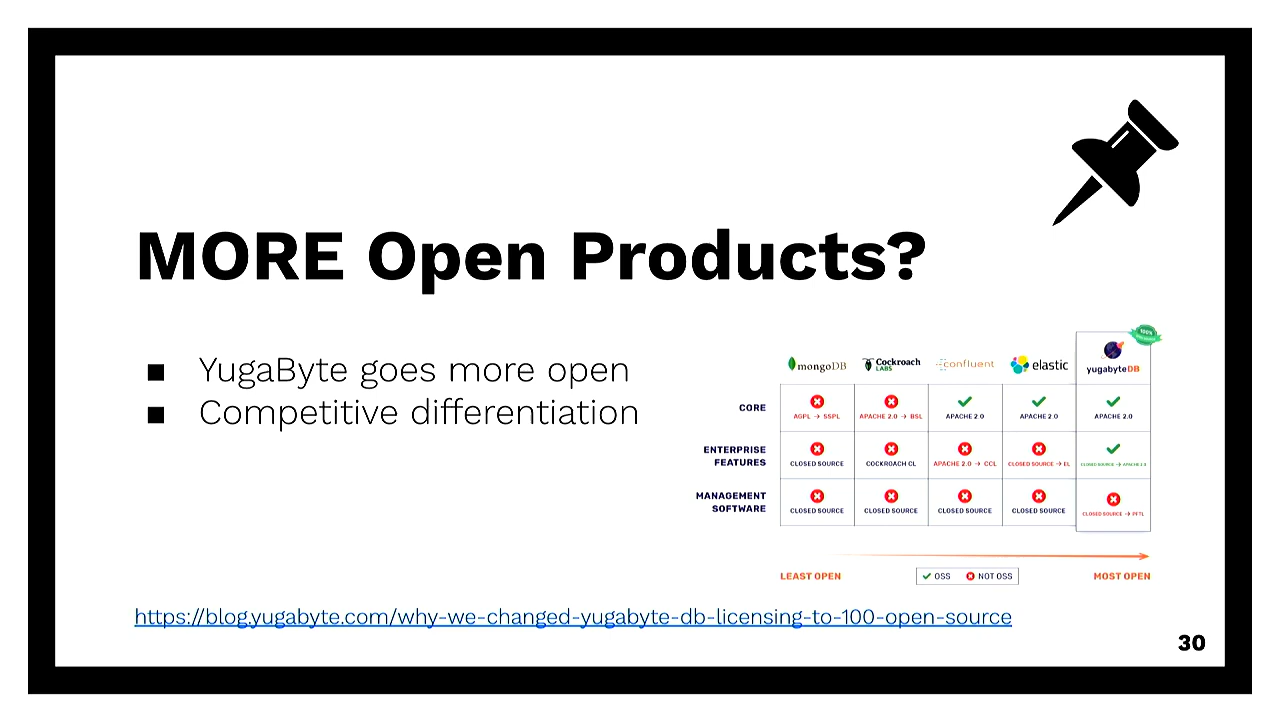 MORE Open Products?
■ YugaByte goes more open
■ Competitive differentiation
mongoDB Cockroach LABS confluent elastic yugabyteDB
100%
CORE
AGPL → SSPL APACHE 2.0 → BSL APACHE 2.0 APACHE 2.0 APACHE 2.0
ENTERPRISE
FEATURES
CLOSED SOURCE COCKROACH CL APACHE 2.0 → CCL CLOSED SOURCE → EL CLOSED SOURCE → APACHE 2.0
MANAGEMENT
SOFTWARE
CLOSED SOURCE CLOSED SOURCE CLOSED SOURCE CLOSED SOURCE CLOSED SOURCE → PFTL
LEAST OPEN OSS NOT OSS MOST OPEN
https://blog.yugabyte.com/why-we-changed-yugabyte-db-licensing-to-100-open-source
30